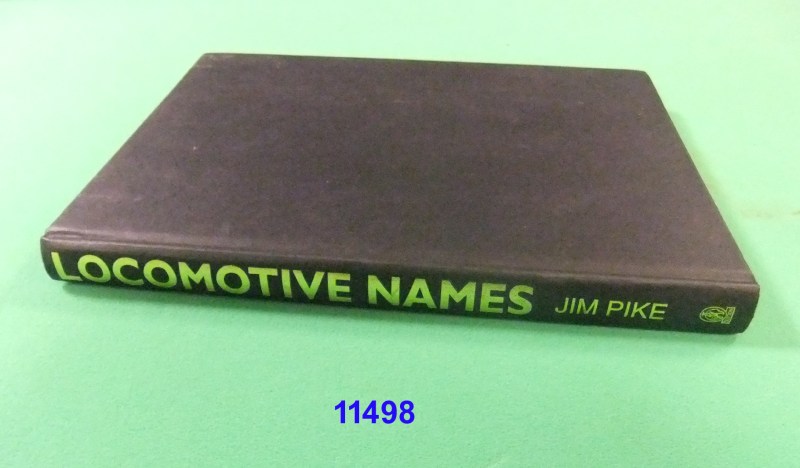 LOCOMOTIVE NAMES JIM PIKE
11498